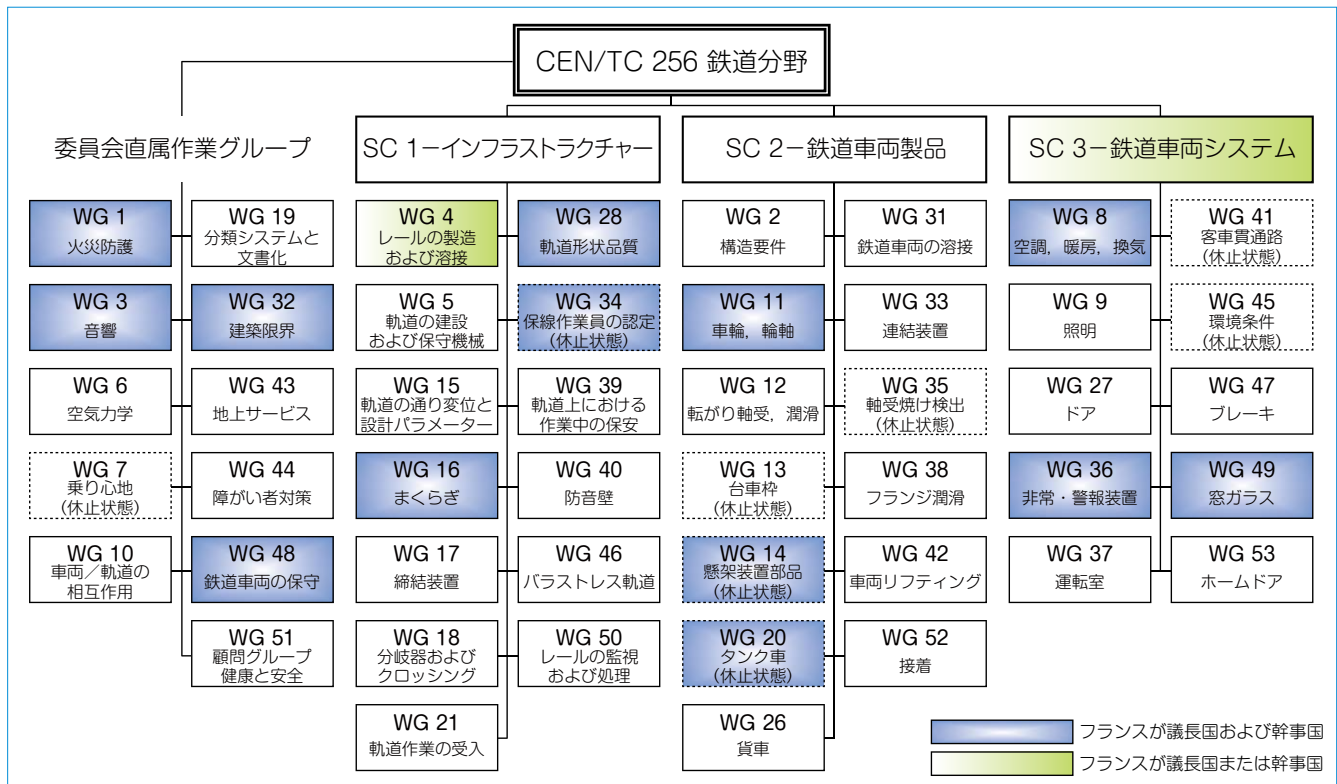 CEN/TC 256 鉄道分野
委員会直属作業グループ
WG 1
火災防護
WG 19
分類システムと
文書化
WG 3
音響
WG 32
建築限界
WG 6
空気力学
WG 43
地上サービス
WG 7
乗り心地
(休止状態)
WG 44
障がい者対策
WG 10
車両／軌道の
相互作用
WG 48
鉄道車両の保守
WG 51
顧問グループ
健康と安全
SC 1－インフラストラクチャー
WG 4
レールの製造
および溶接
WG 28
軌道形状品質
WG 5
軌道の建設
および保守機械
WG 34
保線作業員の認定
(休止状態)
WG 15
軌道の通り変位と
設計パラメーター
WG 39
軌道上における
作業中の保安
WG 16
まくらぎ
WG 40
防音壁
WG 17
締結装置
WG 46
バラストレス軌道
WG 18
分岐器および
クロッシング
WG 50
レールの監視
および処理
WG 21
軌道作業の受入
SC 2－鉄道車両製品
WG 2
構造要件
WG 31
鉄道車両の溶接
WG 11
車輪，輪軸
WG 33
連結装置
WG 12
転がり軸受，潤滑
WG 35
軸受焼け検出
(休止状態)
WG 13
台車枠
(休止状態)
WG 38
フランジ潤滑
WG 14
懸架装置部品
(休止状態)
WG 42
車両リフティング
WG 20
タンク車
(休止状態)
WG 52
接着
WG 26
貨車
SC 3－鉄道車両システム
WG 8
空調，暖房，換気
WG 41
客車貫通路
(休止状態)
WG 9
照明
WG 45
環境条件
(休止状態)
WG 27
ドア
WG 47
ブレーキ
WG 36
非常・警報装置
WG 49
窓ガラス
WG 37
運転室
WG 53
ホームドア
フランスが議長国および幹事国
フランスが議長国または幹事国